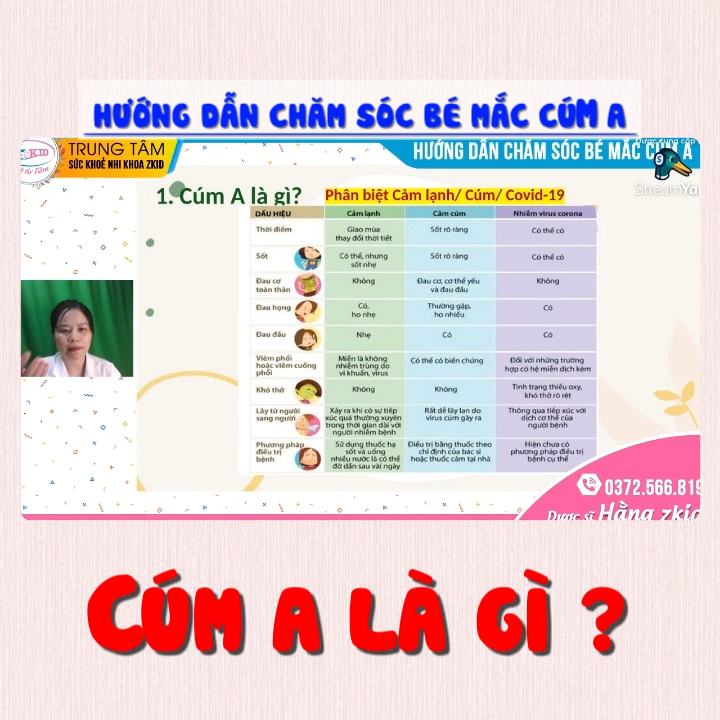 HƯỚNG DẪN CHĂM SÓC BÉ MẮC CÚM A
TRUNG TÂM
SỨC KHOẺ NHI KHOA ZKID
HƯỚNG DẪN CHĂM SÓC BÉ MẮC CÚM A
Được cung cấp
StreamYa
1. Cúm A là gì?
Phân biệt Cảm lạnh/ Cúm/ Covid-19
DẤU HIỆU Cảm lạnh Cảm cúm Nhiễm virus corona
Thời điểm Giao mùa Sốt rõ ràng Có thể có
thay đổi thời tiết
Sốt Có thể, nhưng Sốt rõ ràng Có thể có
sốt nhẹ
Đau cơ Không Đau cơ, cơ thể yếu Không
toàn thân và đau đầu
Đau họng Có, Thường gặp, Có
ho nhẹ ho nhiều
Đau đầu Nhẹ Có Có
Viêm phổi Miễn là không Có thể có biến chứng Đối với những trường
hoặc viêm cuống nhiễm trùng do hợp có hệ miễn dịch kém
phổi vi khuẩn, virus
Khó thở Không Không Tình trạng thiếu oxy,
khó thở rõ rệt
Lây từ người Xảy ra khi có sự tiếp Rất dễ lây lan do Thông qua tiếp xúc với
sang người xúc quá thường xuyên virus cúm gây ra dịch cơ thể của
trong thời gian dài với người bệnh
người nhiễm bệnh
Phương pháp Sử dụng thuốc hạ Điều trị bằng thuốc theo Hiện chưa có
điều trị sốt và uống chỉ định của bác sĩ phương pháp điều trị
bệnh nhiều nước là có thể hoặc thuốc cảm tại nhà bệnh cụ thể
đỡ dần sau vài ngày
0372.566.819
Dược sĩ Hằng zkid
CÚM A LÀ GÌ ?